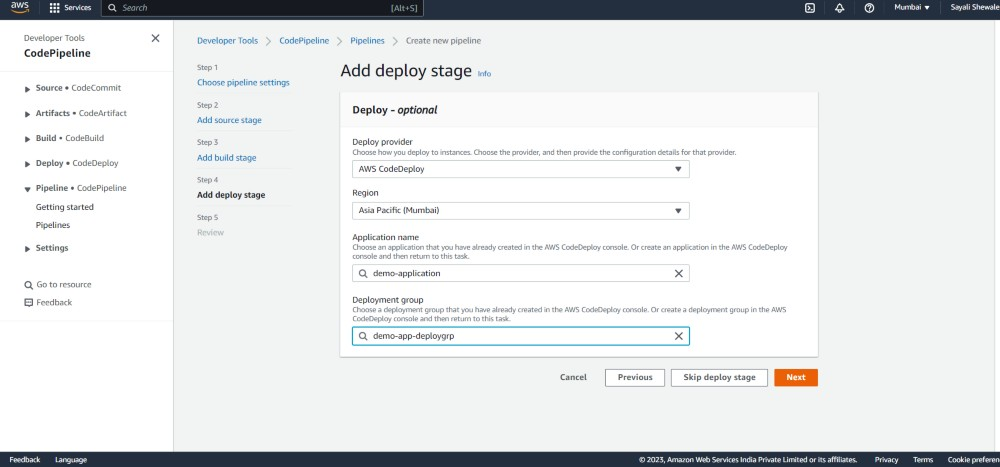 aws
Services
Search
[Alt+S]
Mumbai
Sayali Shewale
Developer Tools
CodePipeline
Source • CodeCommit
Artifacts • CodeArtifact
Build • CodeBuild
Deploy • CodeDeploy
Pipeline • CodePipeline
Getting started
Pipelines
Settings
Go to resource
Feedback
Developer Tools
CodePipeline
Pipelines
Create new pipeline
Step 1
Choose pipeline settings
Step 2
Add source stage
Step 3
Add build stage
Step 4
Add deploy stage
Step 5
Review
Add deploy stage Info
Deploy - optional
Deploy provider
Choose how you deploy to instances. Choose the provider, and then provide the configuration details for that provider.
AWS CodeDeploy
Region
Asia Pacific (Mumbai)
Application name
Choose an application that you have already created in the AWS CodeDeploy console. Or create an application in the AWS CodeDeploy
console and then return to this task.
demo-application
Deployment group
Choose a deployment group that you have already created in the AWS CodeDeploy console. Or create a deployment group in the AWS
CodeDeploy console and then return to this task.
demo-app-deploygrp
Cancel
Previous
Skip deploy stage
Next
Feedback
Language
© 2023, Amazon Web Services India Private Limited or its affiliates.
Privacy
Terms
Cookie preferen